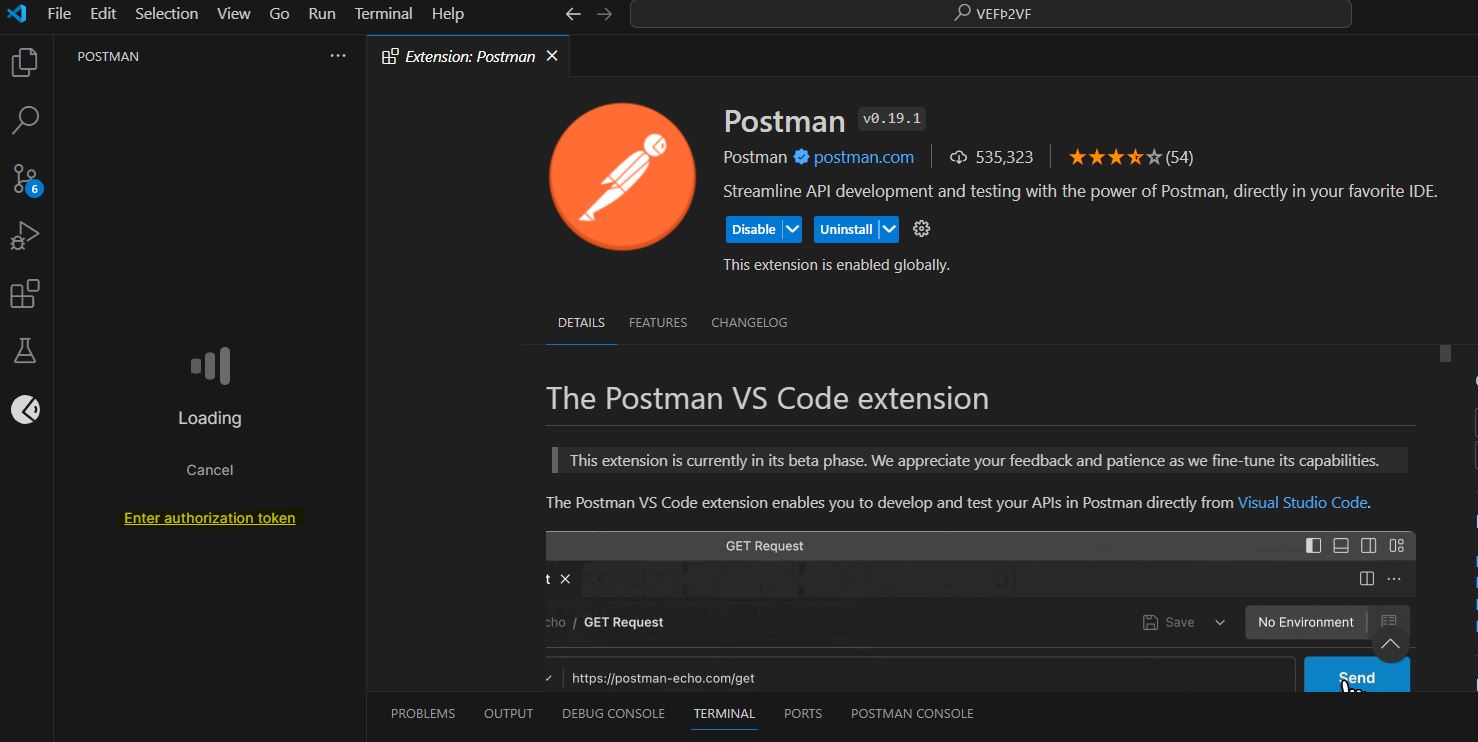 File Edit Selection View Go Run Terminal Help
VEFÞ2VF
POSTMAN
Extension: Postman
6
Postman v0.19.1
Postman postman.com 535,323 (54)
Streamline API development and testing with the power of Postman, directly in your favorite IDE.
Disable Uninstall
This extension is enabled globally.
DETAILS FEATURES CHANGELOG
Loading
Cancel
Enter authorization token
The Postman VS Code extension
This extension is currently in its beta phase. We appreciate your feedback and patience as we fine-tune its capabilities.
The Postman VS Code extension enables you to develop and test your APIs in Postman directly from Visual Studio Code.
GET Request
t
cho / GET Request Save No Environment
https://postman-echo.com/get Send
PROBLEMS OUTPUT DEBUG CONSOLE TERMINAL PORTS POSTMAN CONSOLE